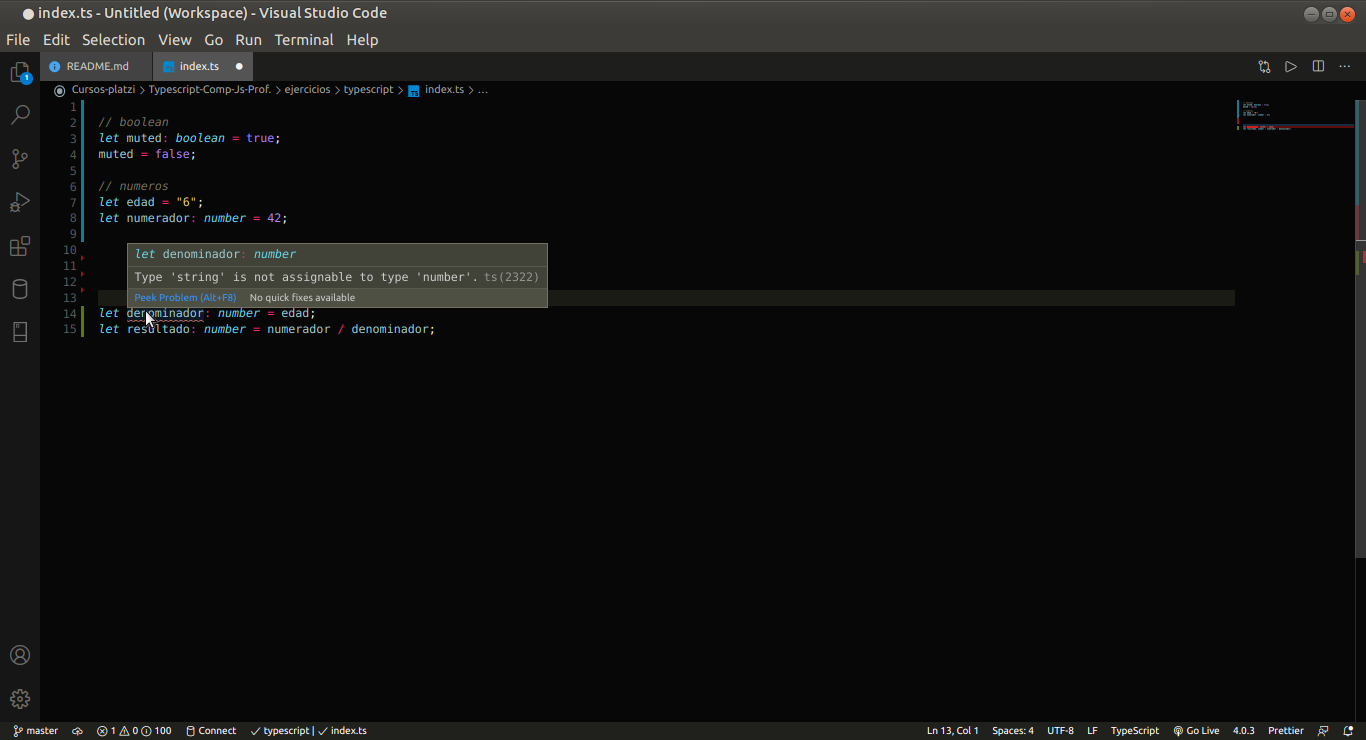 index.ts - Untitled (Workspace) - Visual Studio Code
File Edit Selection View Go Run Terminal Help
1
README.md
index.ts
Cursos-platzi > Typescript-Comp-Js-Prof. > ejercicios > typescript > TS index.ts > ...
1
2 // boolean
3 let muted: boolean = true;
4 muted = false;
5
6 // numeros
7 let edad = "6";
8 let numerador: number = 42;
9
10
11
12
13
let denominador: number
Type 'string' is not assignable to type 'number'. ts(2322)
Peek Problem (Alt+F8) No quick fixes available
14 let denominador: number = edad;
15 let resultado: number = numerador / denominador;
master 1 0 100 Connect typescript | index.ts Ln 13, Col 1 Spaces: 4 UTF-8 LF TypeScript Go Live 4.0.3 Prettier